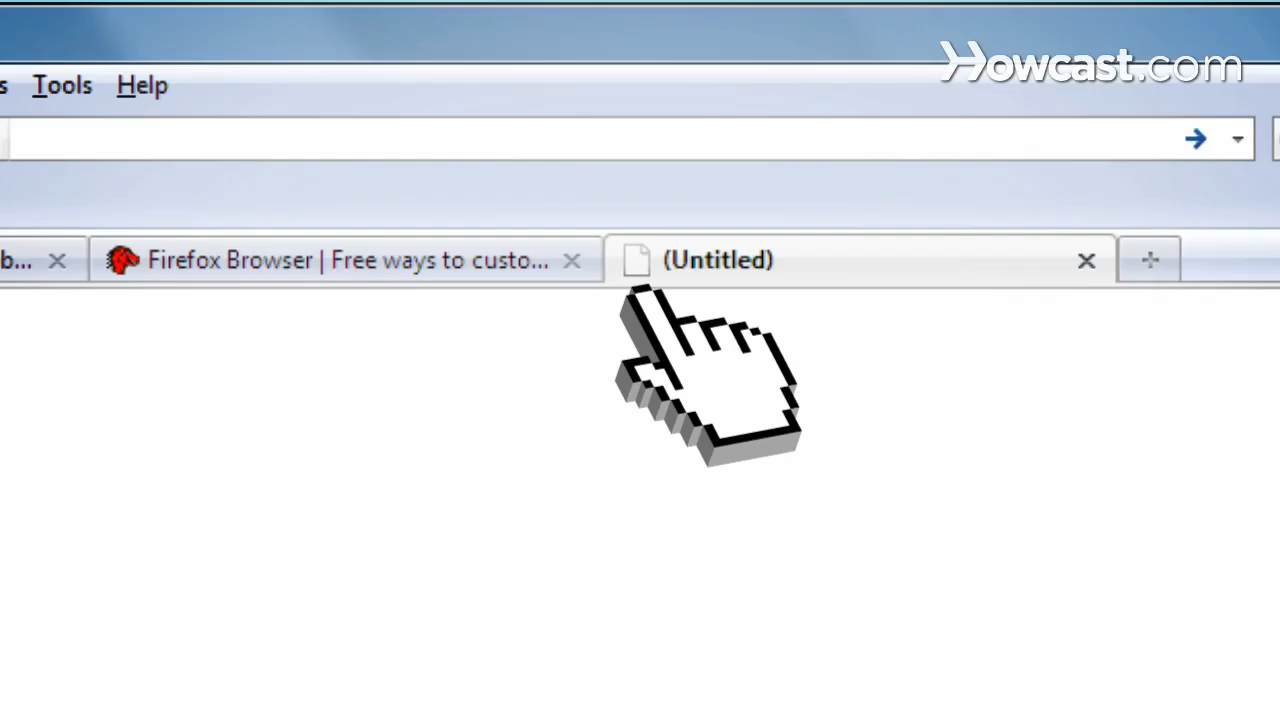 Howcast.com
s Tools Help
b... Firefox Browser | Free ways to custo... (Untitled)